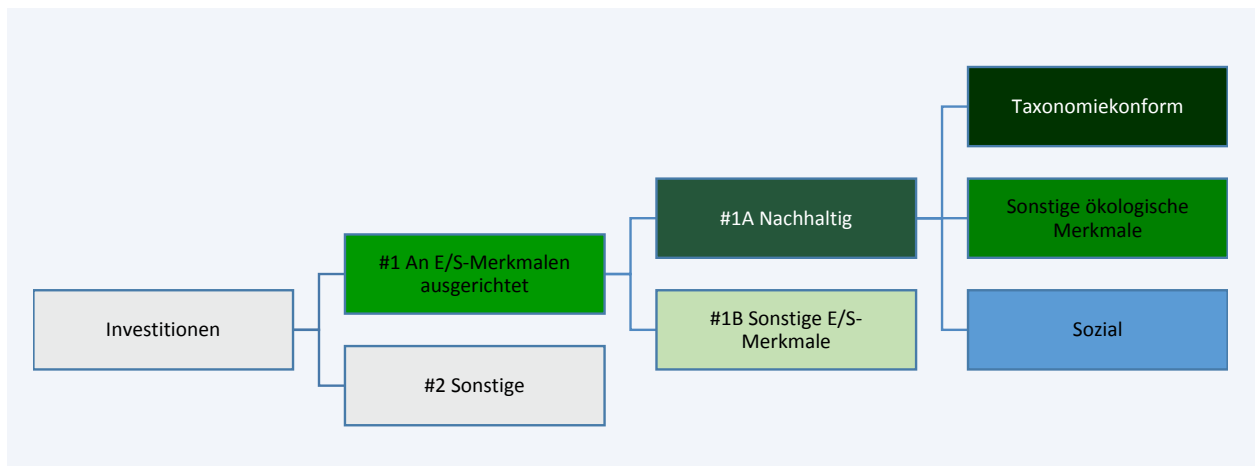 Investitionen
#1 An E/S-Merkmalen
ausgerichtet
#2 Sonstige
#1A Nachhaltig
#1B Sonstige E/S-
Merkmale
Taxonomiekonform
Sonstige ökologische
Merkmale
Sozial